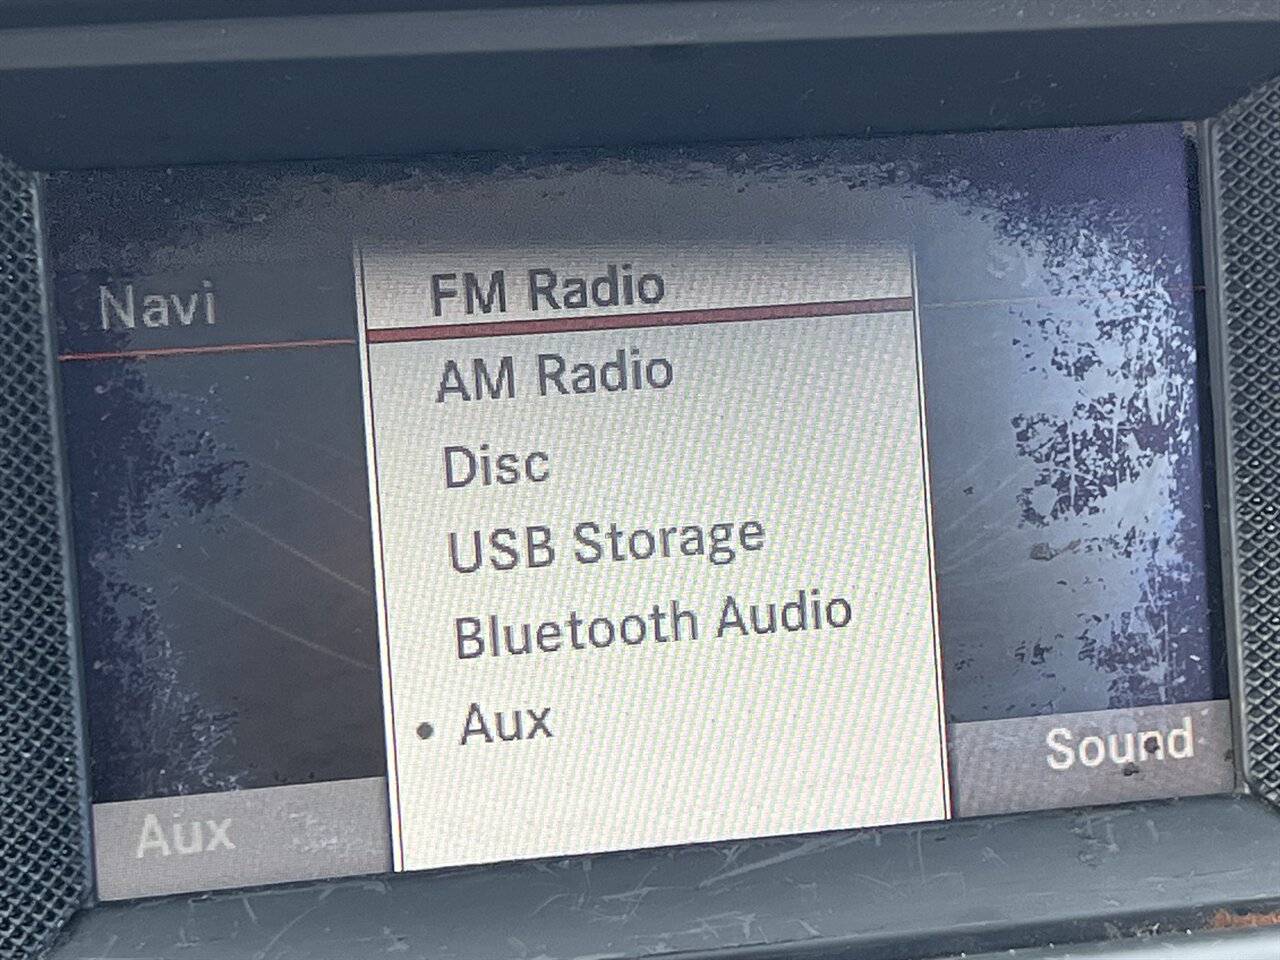 Navi
FM Radio
AM Radio
Disc
USB Storage
Bluetooth Audio
• Aux
Aux
Sound